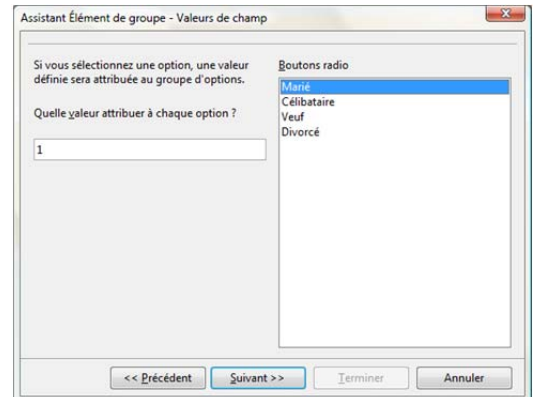 Assistant Élément de groupe - Valeurs de champ
Si vous sélectionnez une option, une valeur
définie sera attribuée au groupe d'options.
Quelle valeur attribuer à chaque option ?
1
Boutons radio
Marié
Célibataire
Veuf
Divorcé
<< Précédent
Suivant >>
Terminer
Annuler